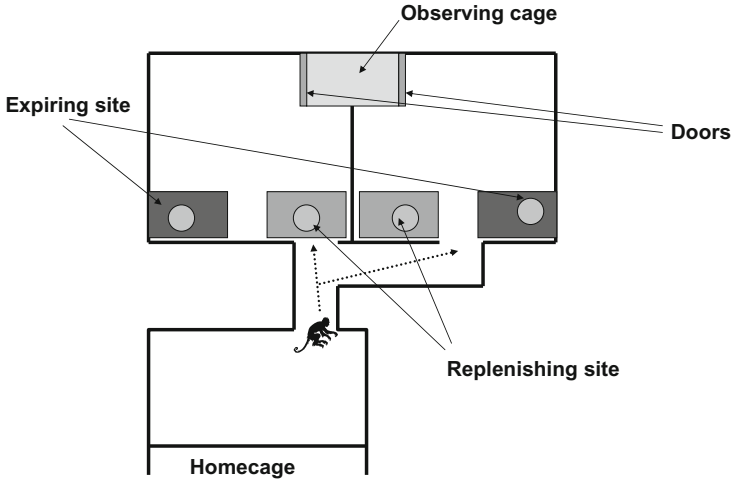 Observing cage
Expiring site
Doors
Replenishing site
Homecage